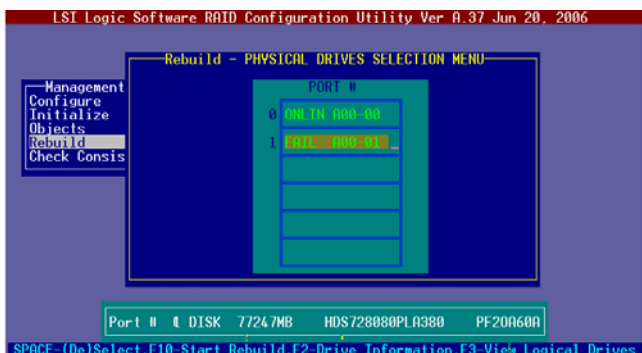 LSI Logic Software RAID Configuration Utility Ver A.37 Jun 20, 2006
Rebuild - PHYSICAL DRIVES SELECTION MENU
Management
Configure
Initialize
Objects
Rebuild
Check Consis
PORT #
0 ONLIN A00-00
1 FAIL A00-01
Port # 1 DISK 77247MB HDS728080PLA380 PF2OA60A
SPACE-(De)Select,F10-Start Rebuild,F2-Drive Information,F3-View Logical Drives